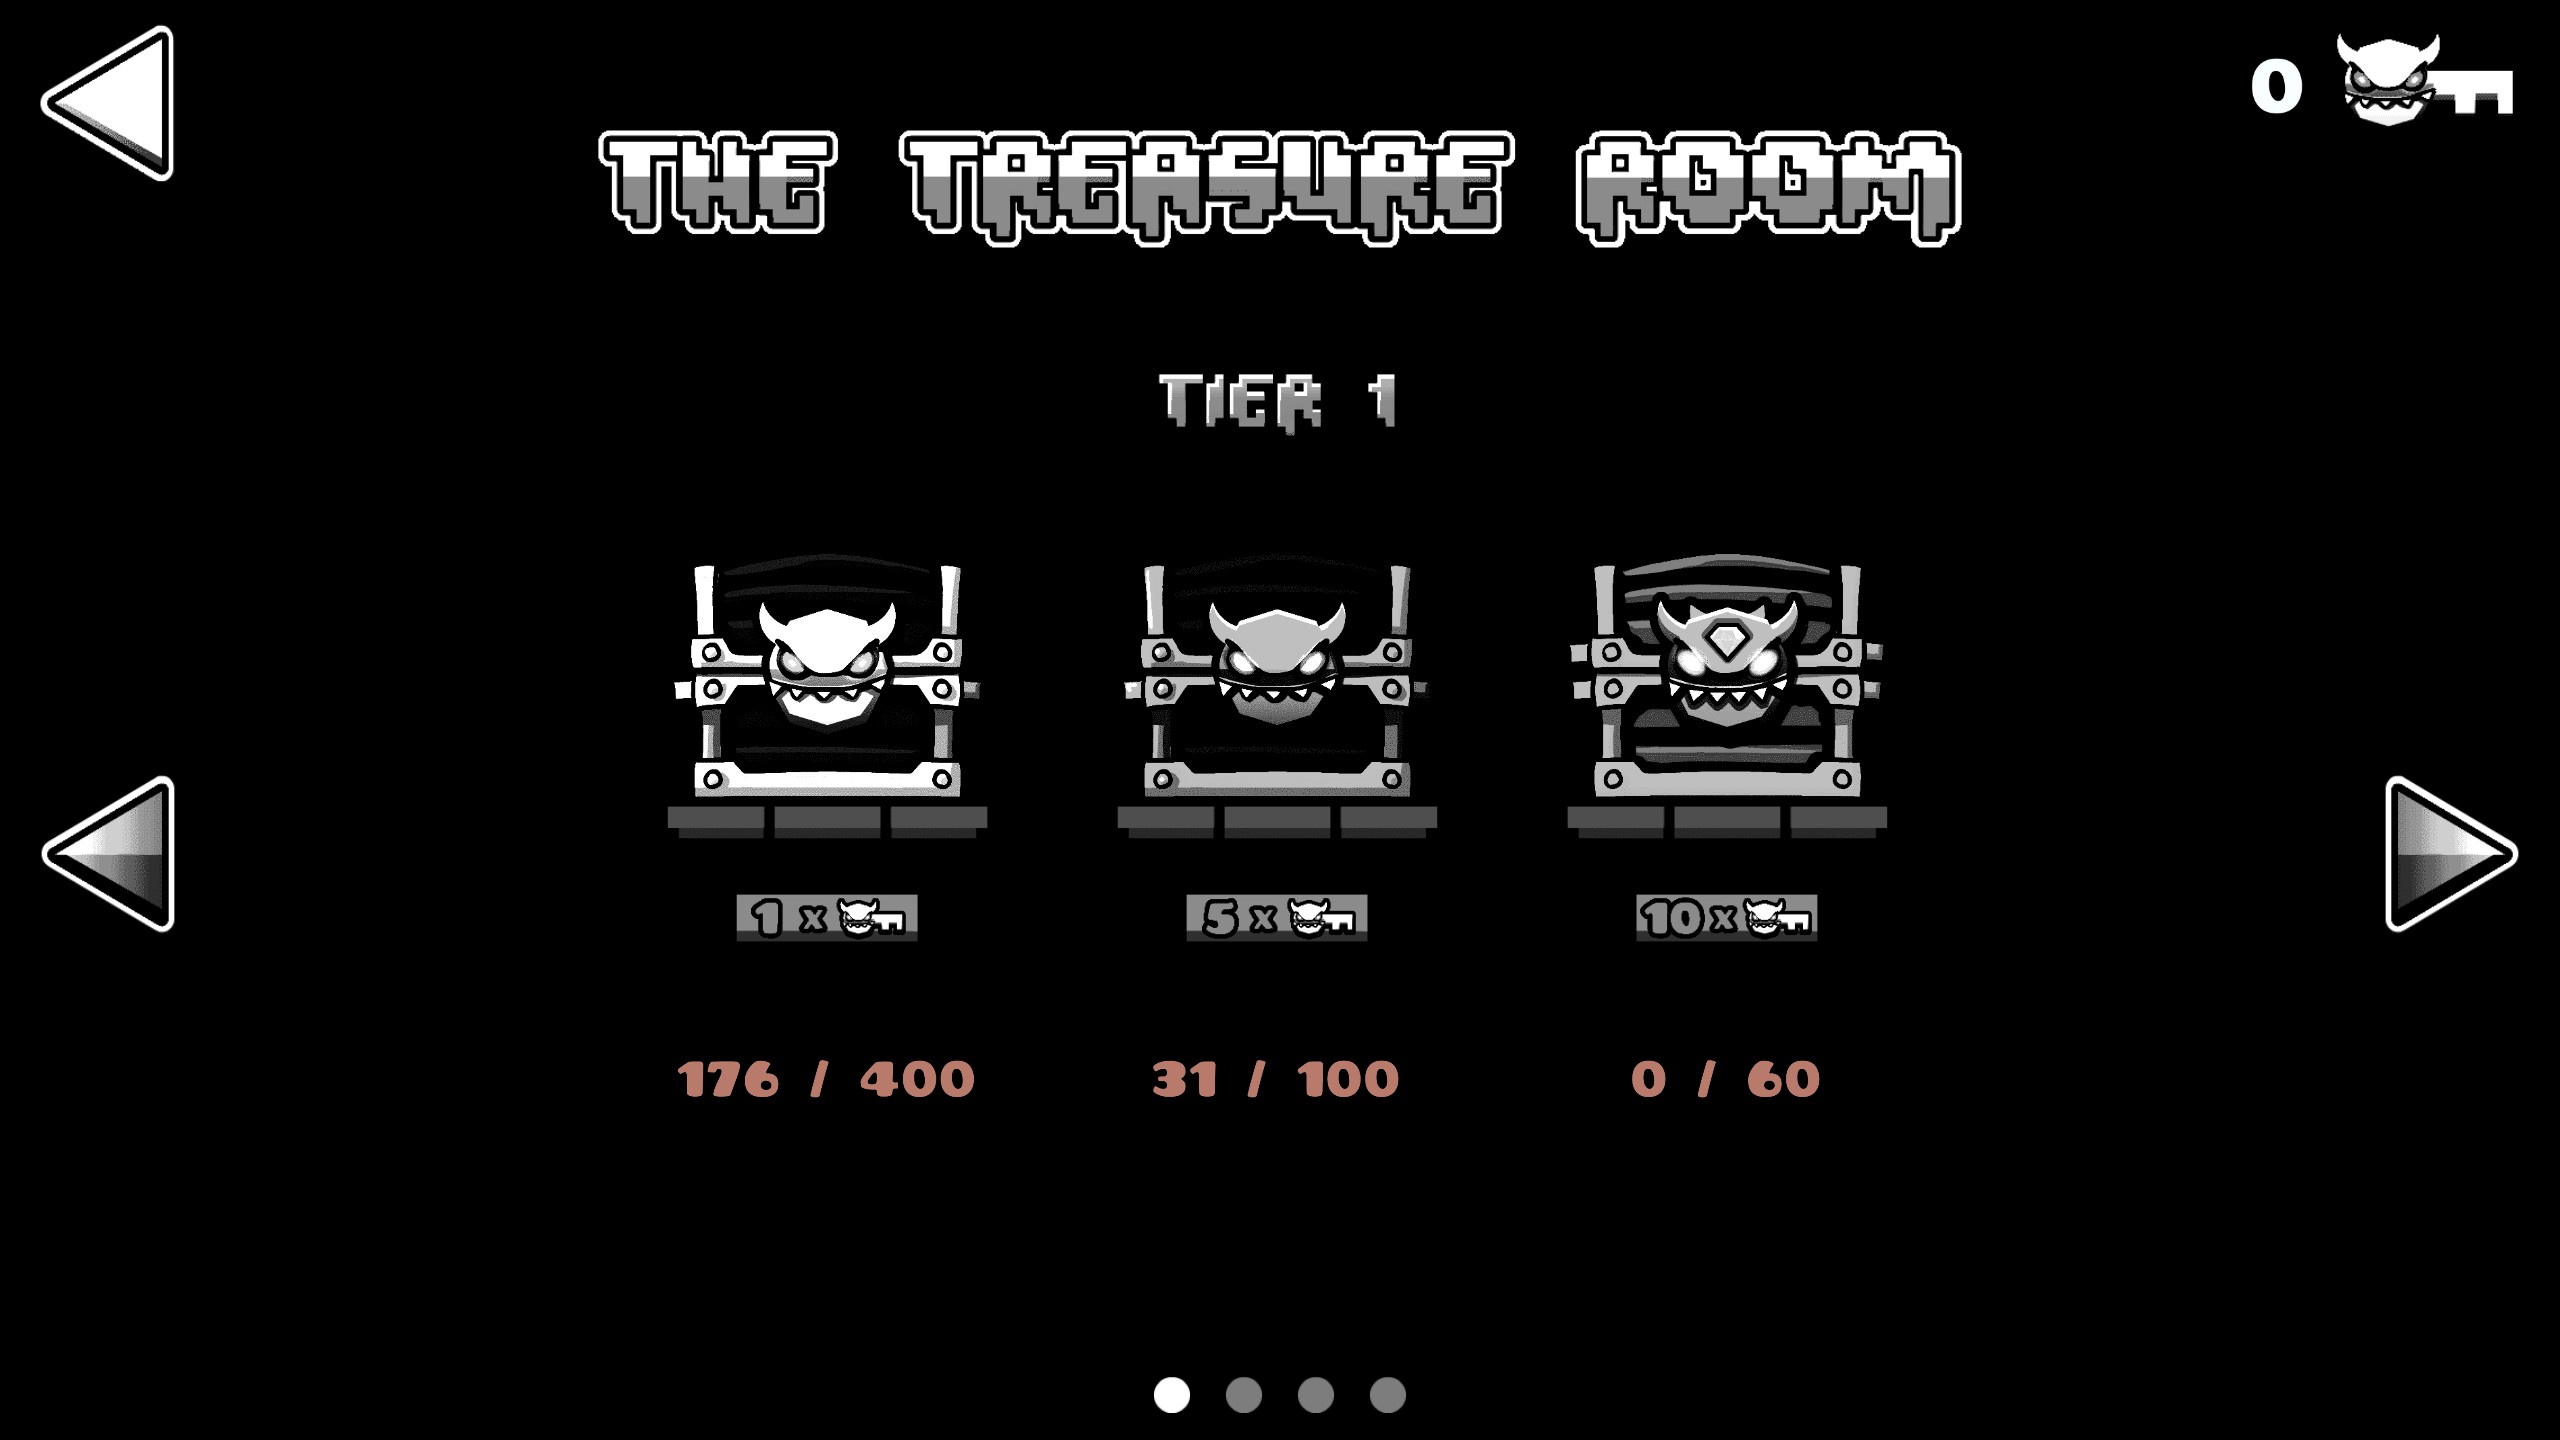 0
THE TREASURE ROOM
TIER 1
1 x
5 x
10 x
176 / 400
31 / 100
0 / 60